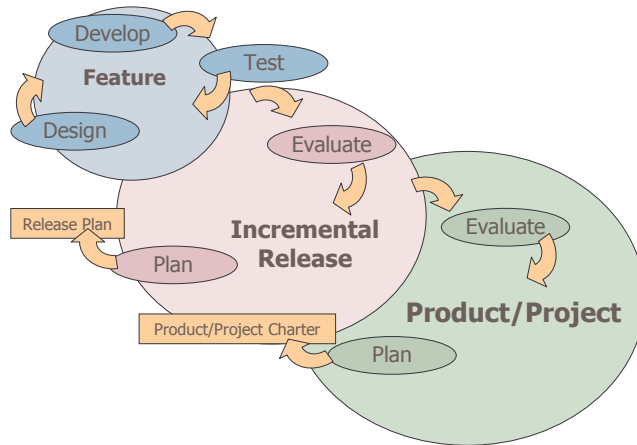 Develop
Test
Feature
Design
Evaluate
Release Plan
Evaluate
Incremental
Release
Plan
Product/Project
Product/Project Charter
Plan